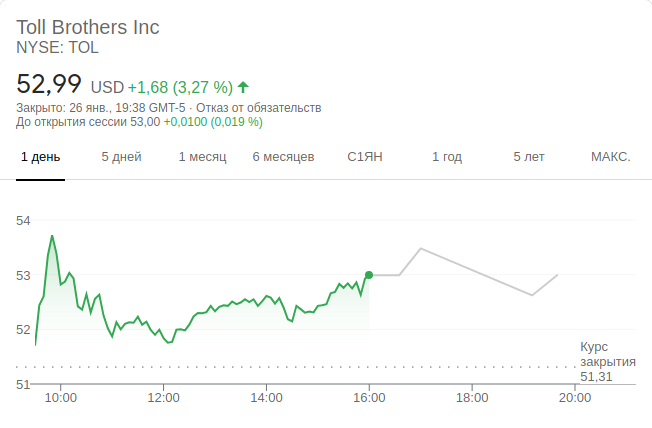 Toll Brothers Inc
NYSE: TOL
52,99 USD +1,68 (3,27 %)
Закрыто: 26 янв., 19:38 GMT-5 · Отказ от обязательств
До открытия сессии 53,00 +0,0100 (0,019 %)
1 день 5 дней 1 месяц 6 месяцев С1ЯН 1 год 5 лет МАКС.
54
53
52
Курс
закрытия
51,31
51
10:00 12:00 14:00 16:00 18:00 20:00